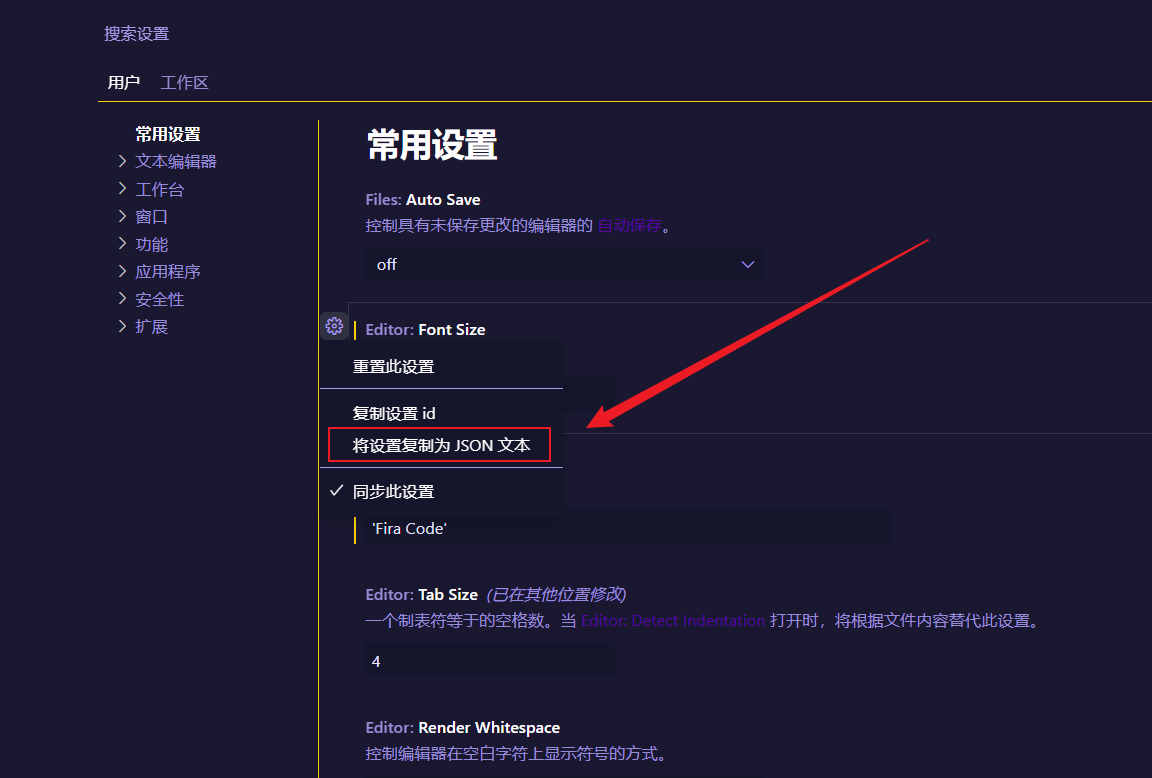 搜索设置
用户 工作区
常用设置
文本编辑器
工作台
窗口
功能
应用程序
安全性
扩展
常用设置
Files: Auto Save
控制具有未保存更改的编辑器的 自动保存。
off
Editor: Font Size
重置此设置
复制设置 id
将设置复制为 JSON 文本
同步此设置
'Fira Code'
Editor: Tab Size (已在其他位置修改)
一个制表符等于的空格数。当 Editor: Detect Indentation 打开时，将根据文件内容替代此设置。
4
Editor: Render Whitespace
控制编辑器在空白字符上显示符号的方式。